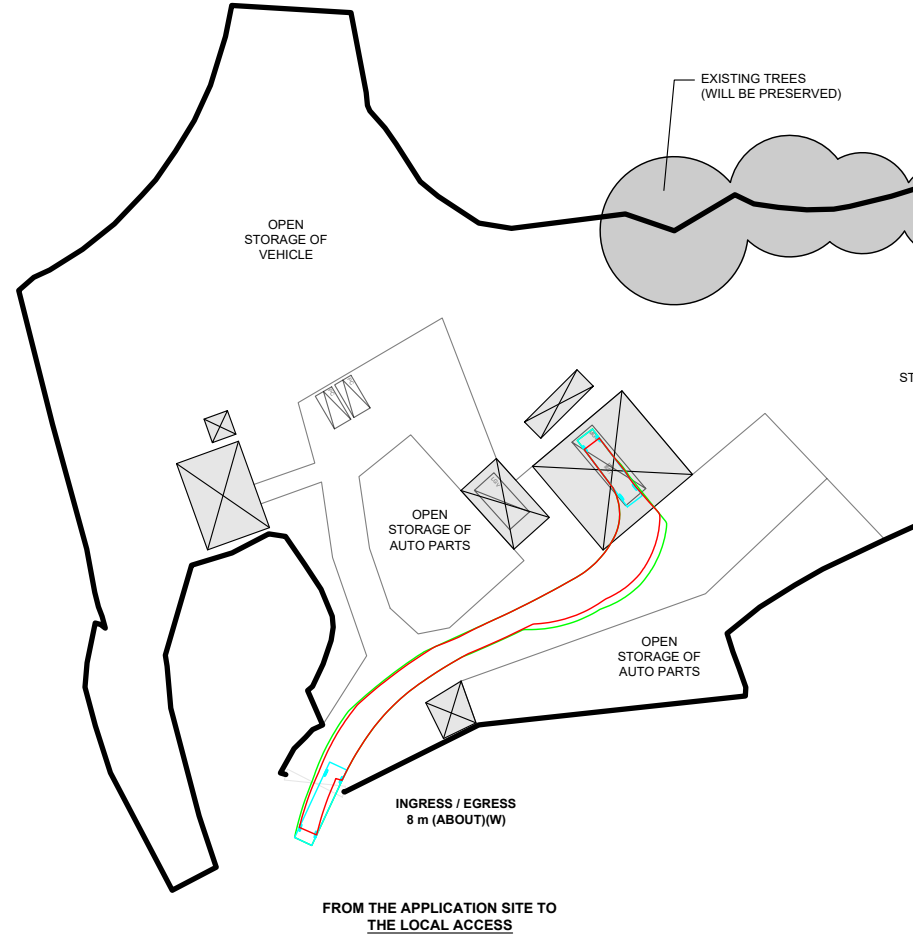 EXISTING TREES
(WILL BE PRESERVED)
OPEN
STORAGE OF
VEHICLE
ST
OPEN
STORAGE OF
AUTO PARTS
LGV
OPEN
STORAGE OF
AUTO PARTS
INGRESS / EGRESS
8 m (ABOUT)(W)
FROM THE APPLICATION SITE TO
THE LOCAL ACCESS